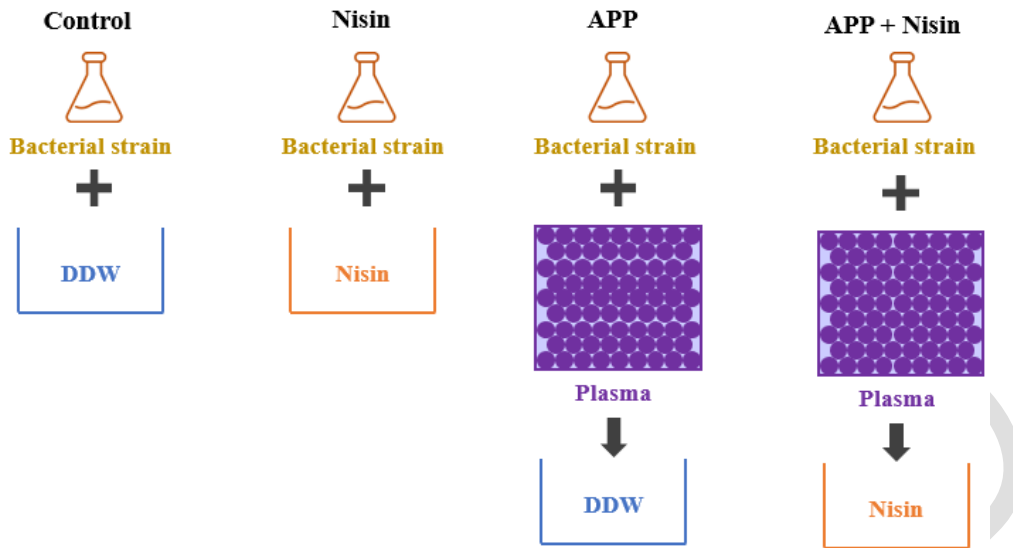 Control
Bacterial strain
DDW
Nisin
Bacterial strain
Nisin
APP
Bacterial strain
Plasma
DDW
APP + Nisin
Bacterial strain
Plasma
Nisin